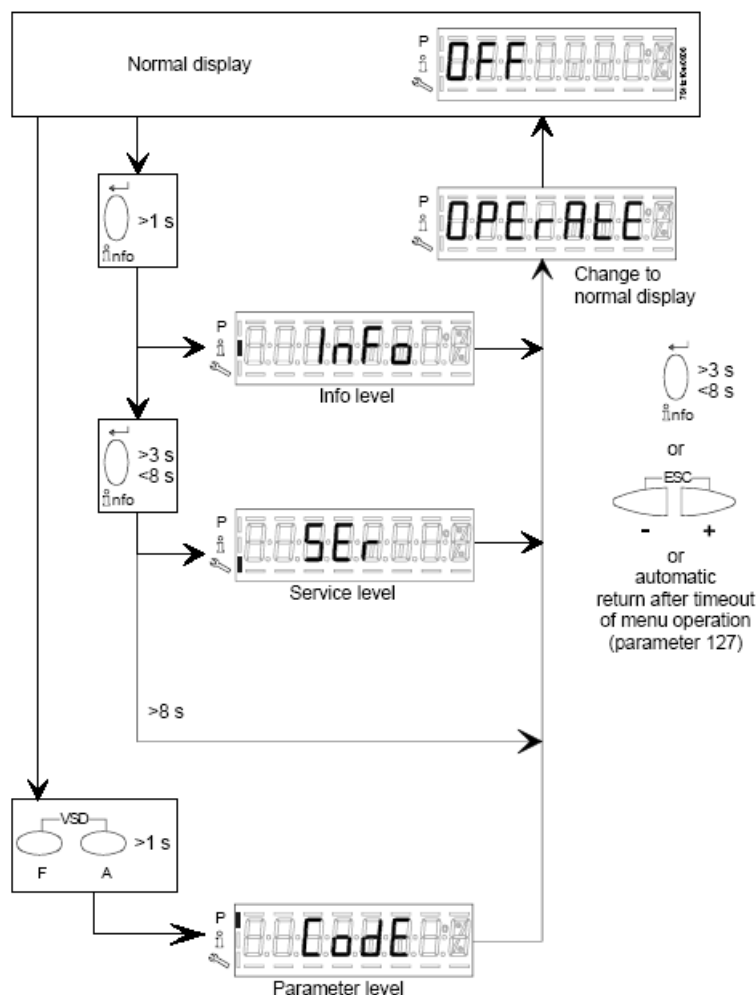 Normal display
P
OFF
P
OPErAtE
Change to
normal display
>1 s
info
P
InFo
Info level
>3 s
<8 s
info
P
SEr
Service level
>3 s
<8 s
info
or
ESC
- +
or
automatic
return after timeout
of menu operation
(parameter 127)
>8 s
VSD
>1 s
F A
P
CodE
Parameter level